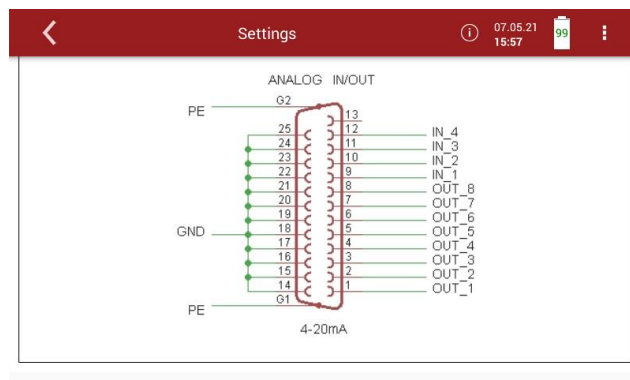 Settings
07.05.21
15:57
99
ANALOG IN/OUT
PE
G2
13
25
12
IN_4
24
11
IN_3
23
10
IN_2
22
9
IN_1
21
8
OUT_8
20
7
OUT_7
19
6
OUT_6
GND
18
5
OUT_5
17
4
OUT_4
16
3
OUT_3
15
2
OUT_2
14
1
OUT_1
PE
G1
4-20mA